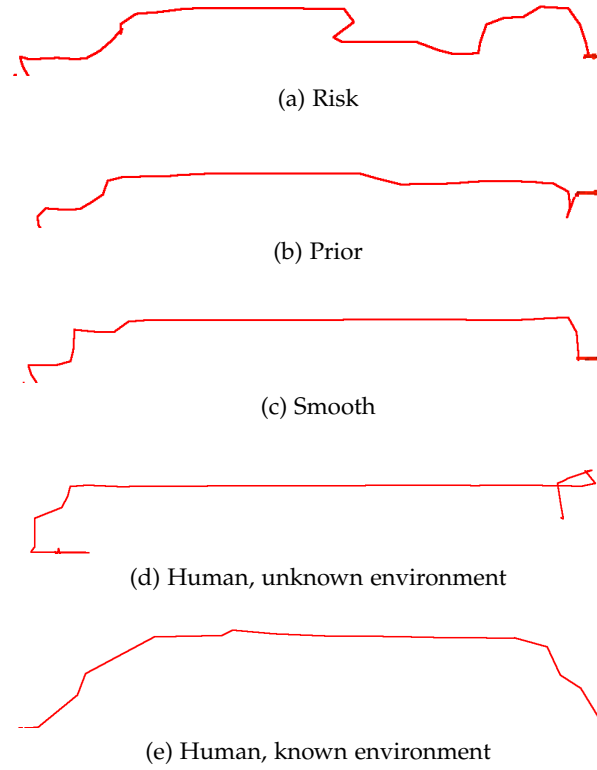 (a) Risk
(b) Prior
(c) Smooth
(d) Human, unknown environment
(e) Human, known environment